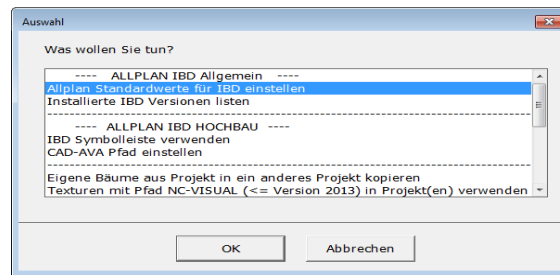 Auswahl
Was wollen Sie tun?
---- ALLPLAN IBD Allgemein ----
Allplan Standardwerte für IBD einstellen
Installierte IBD Versionen listen
---- ALLPLAN IBD HOCHBAU ----
IBD Symbolleiste verwenden
CAD-AVA Pfad einstellen
Eigene Bäume aus Projekt in ein anderes Projekt kopieren
Texturen mit Pfad NC-VISUAL (<= Version 2013) in Projekt(en) verwenden
OK
Abbrechen